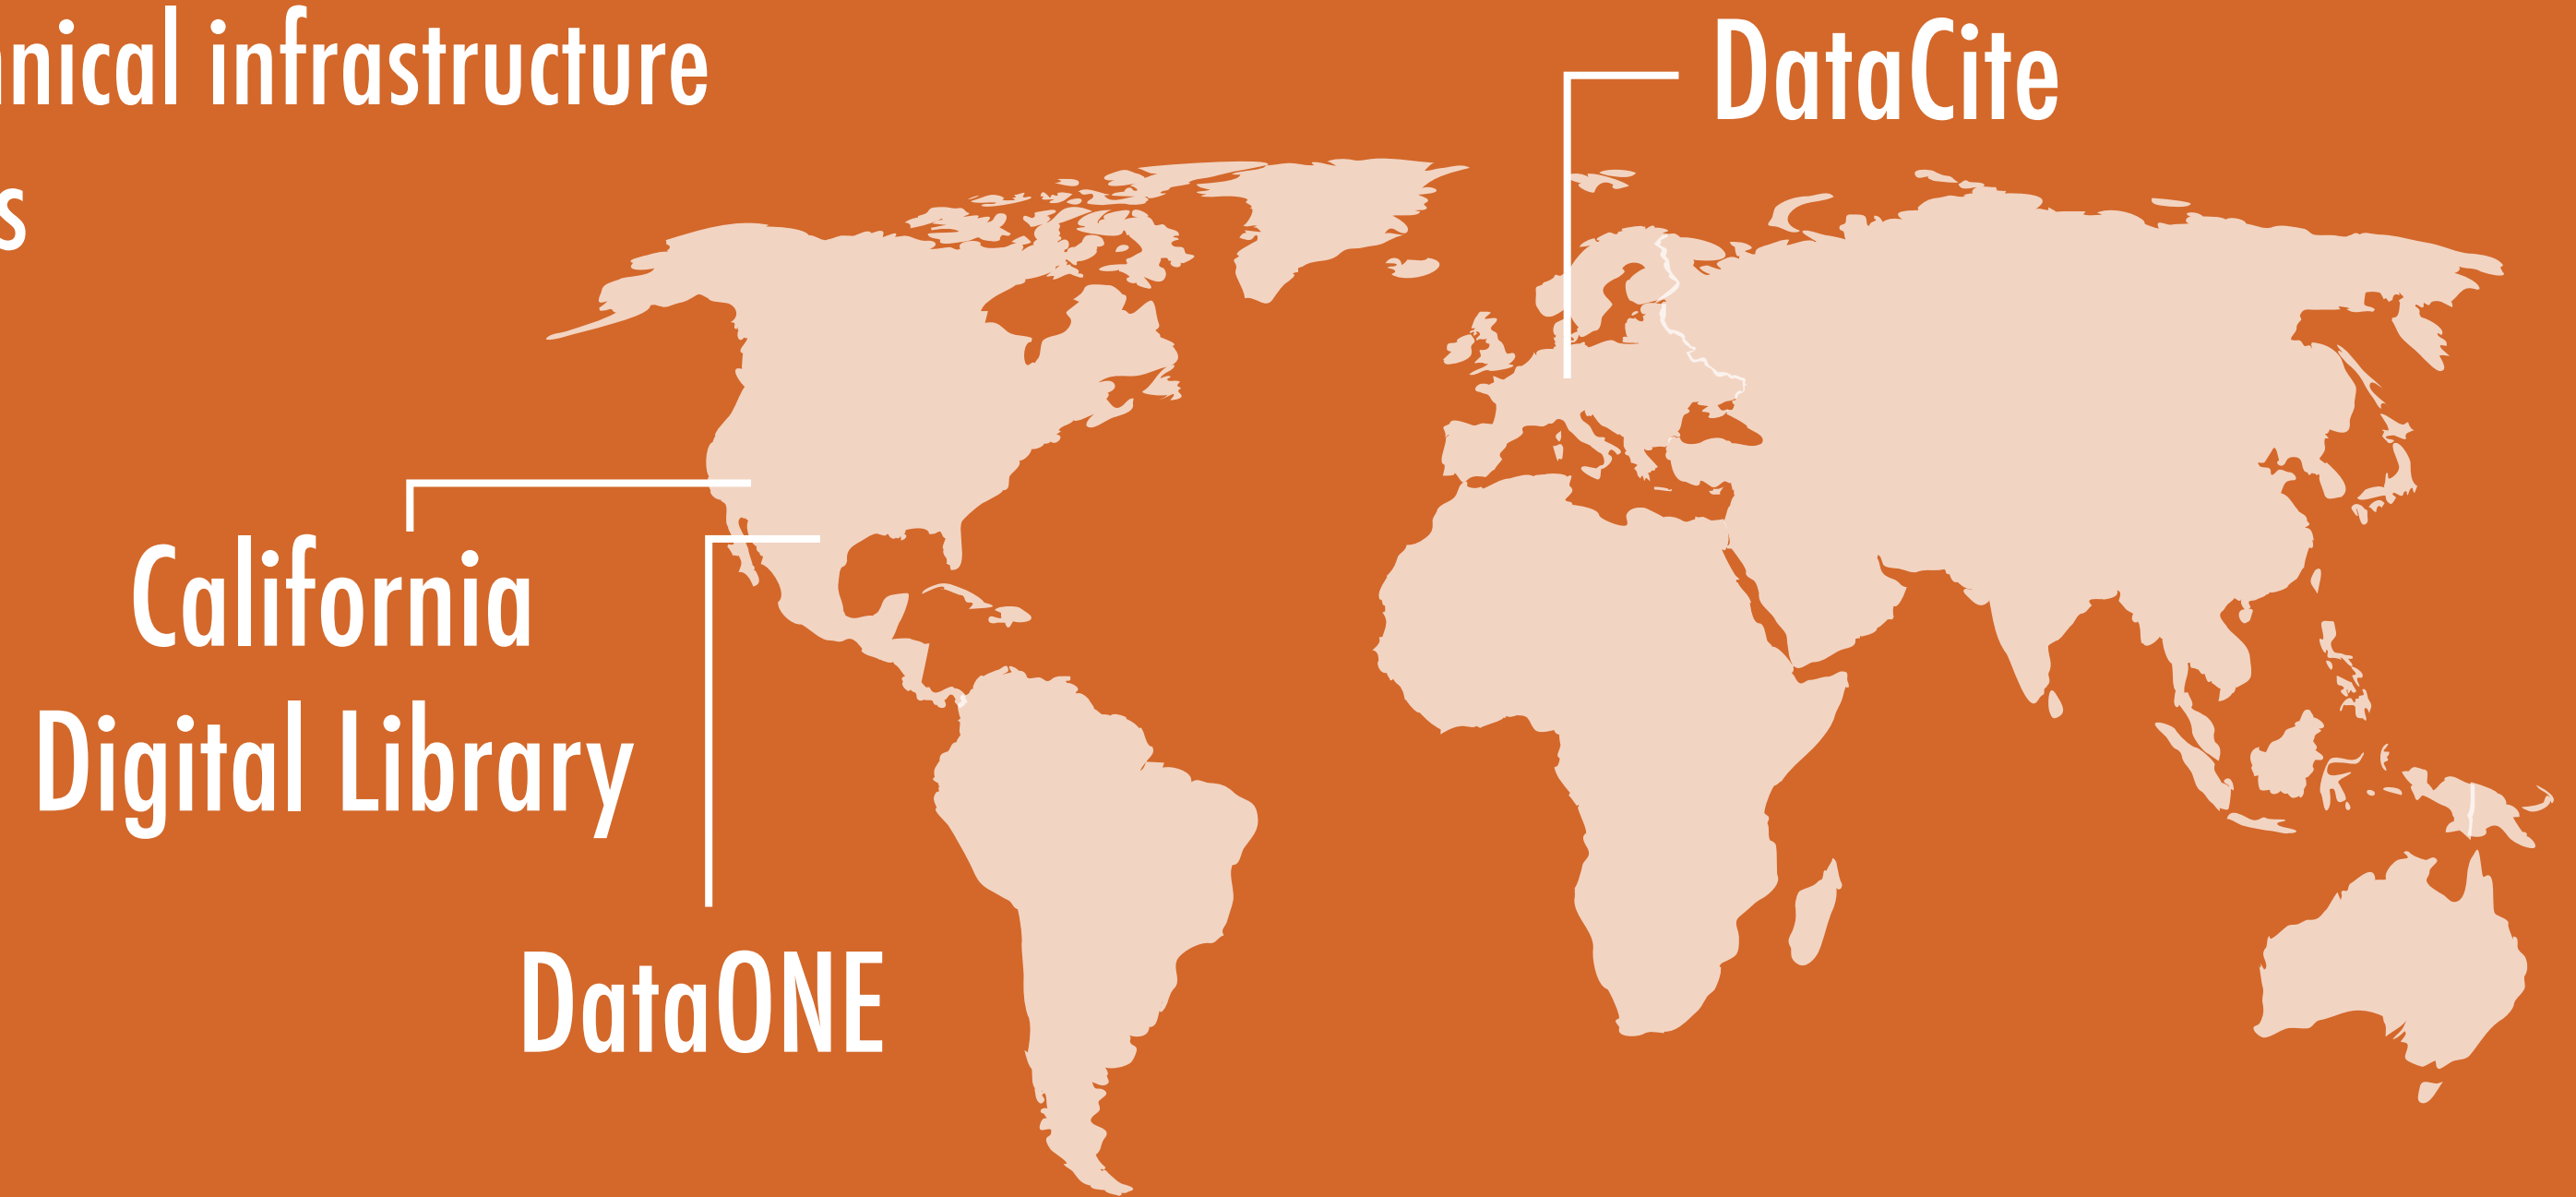 nical infrastructure
s
DataCite
California
Digital Library
DataONE